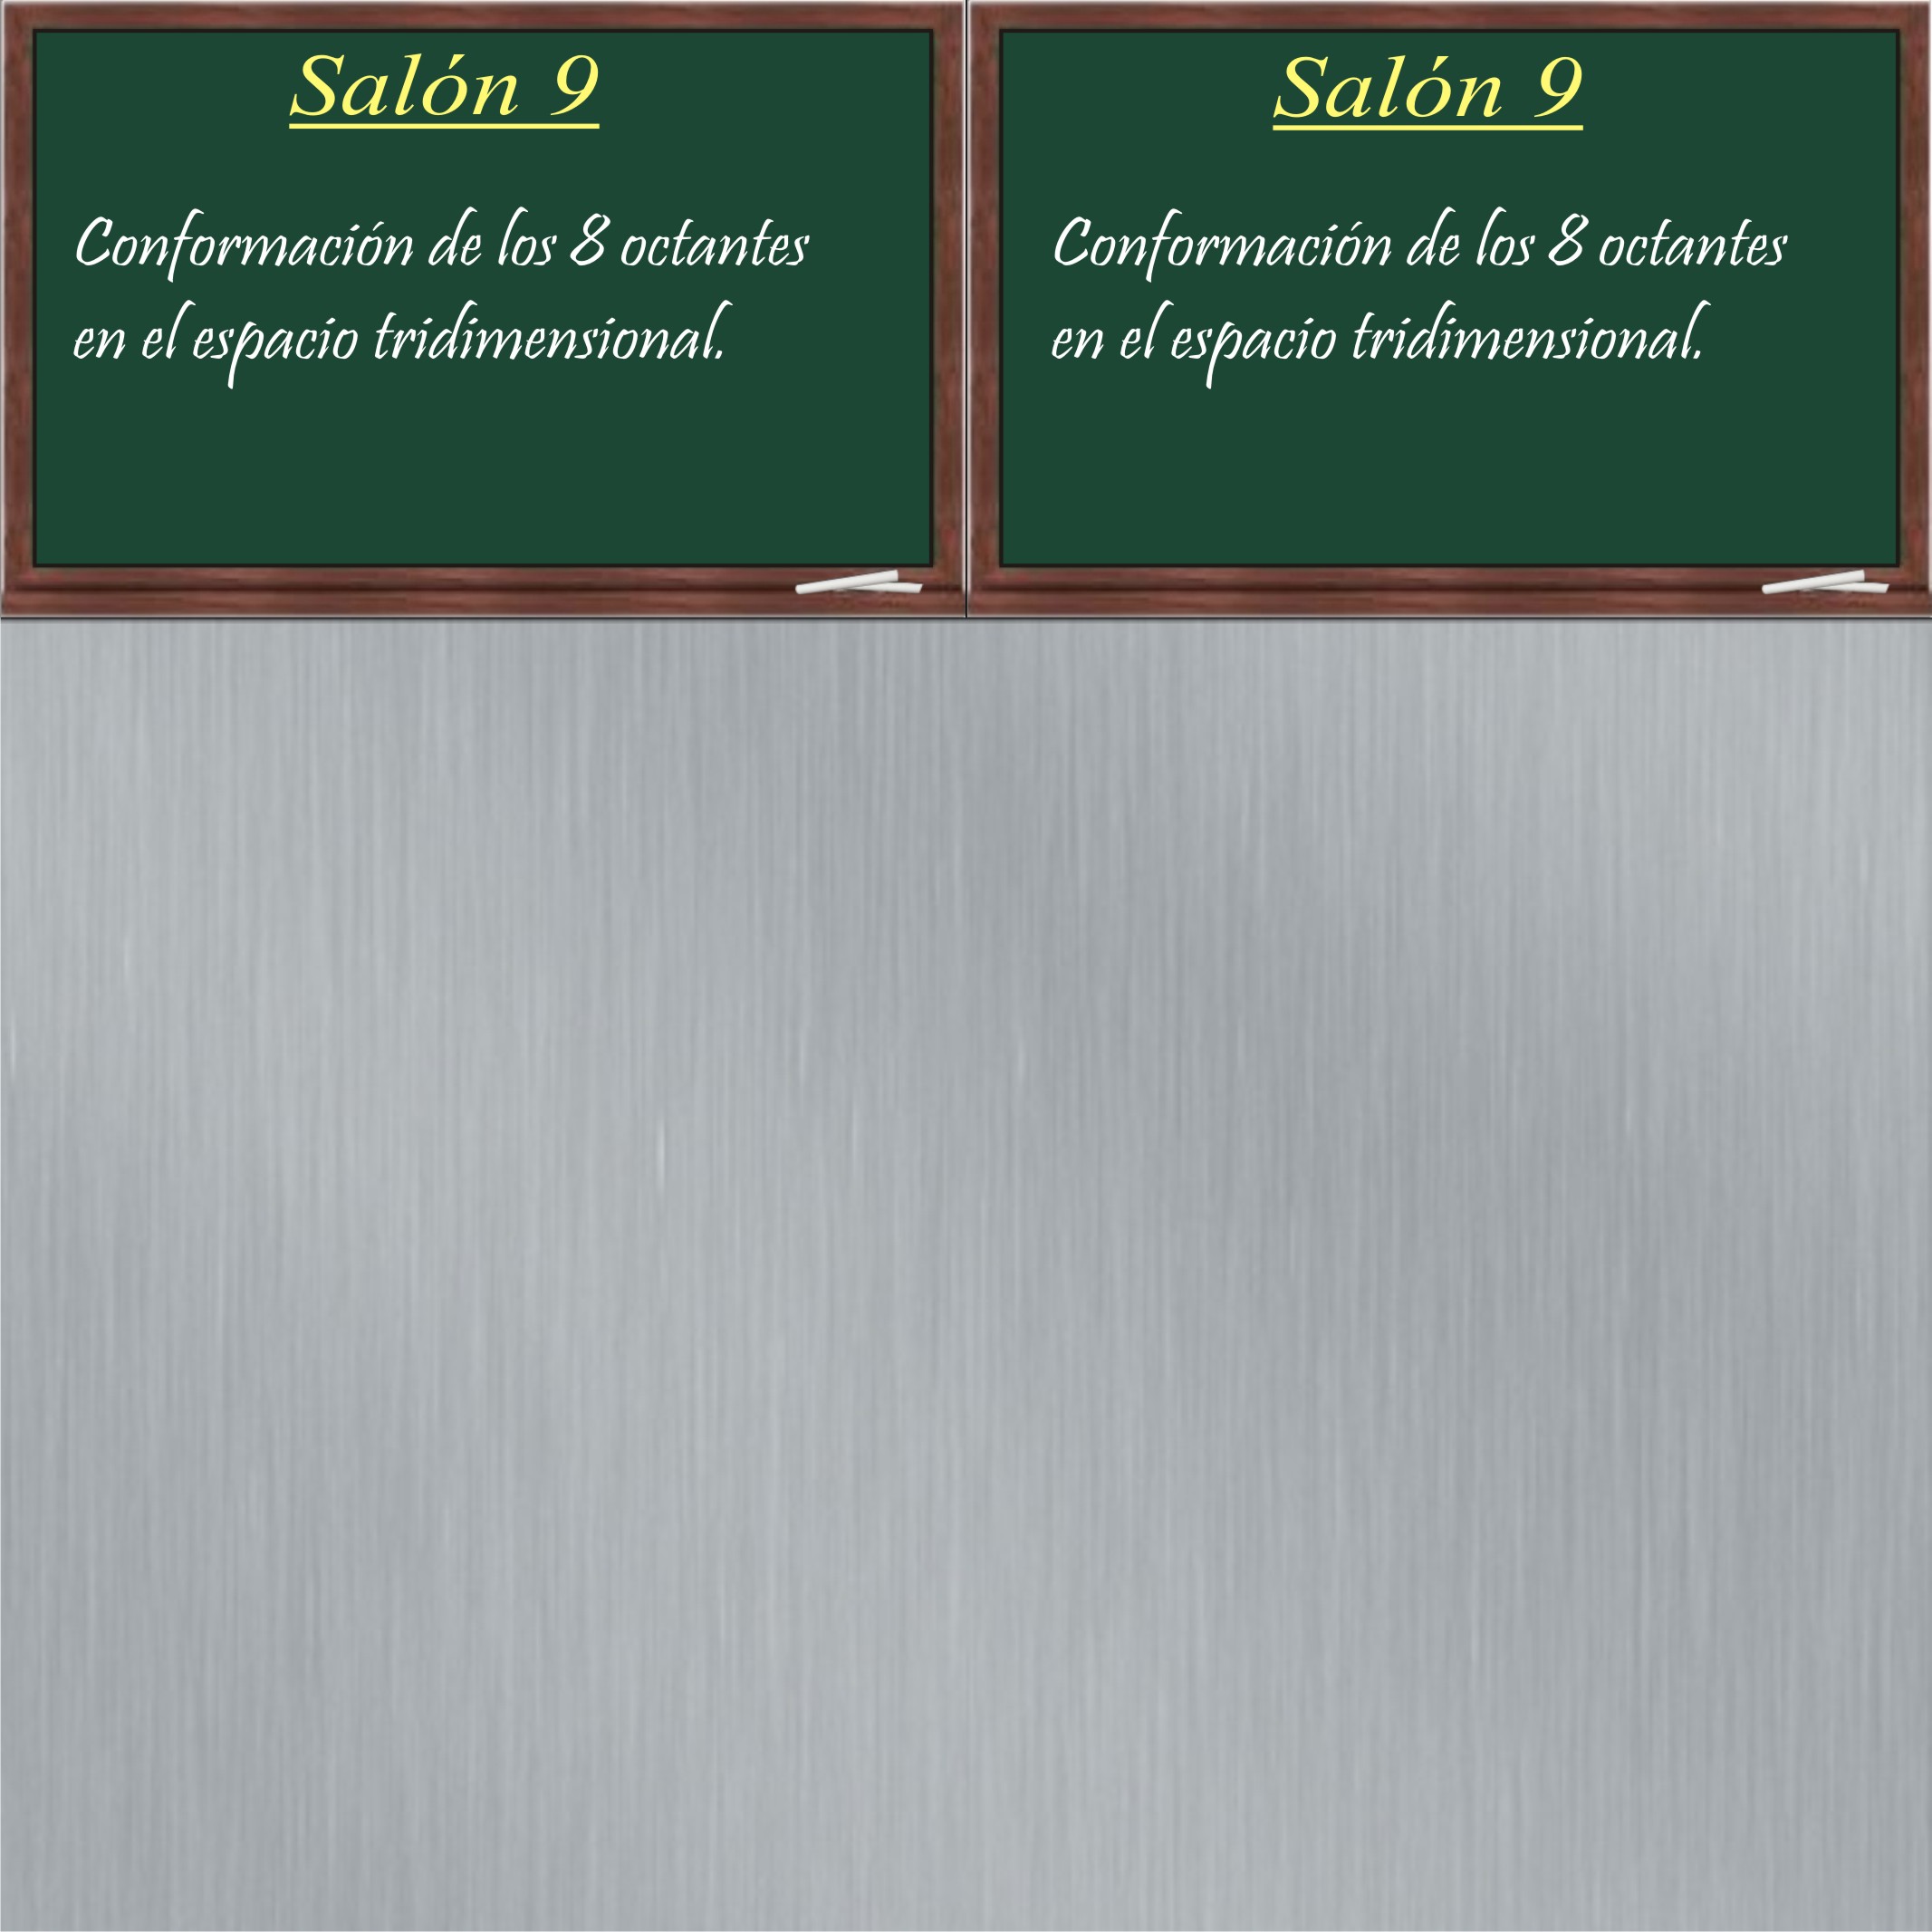 Salón 9
Conformación de los 8 octantes
en el espacio tridimensional.
Salón 9
Conformación de los 8 octantes
en el espacio tridimensional.